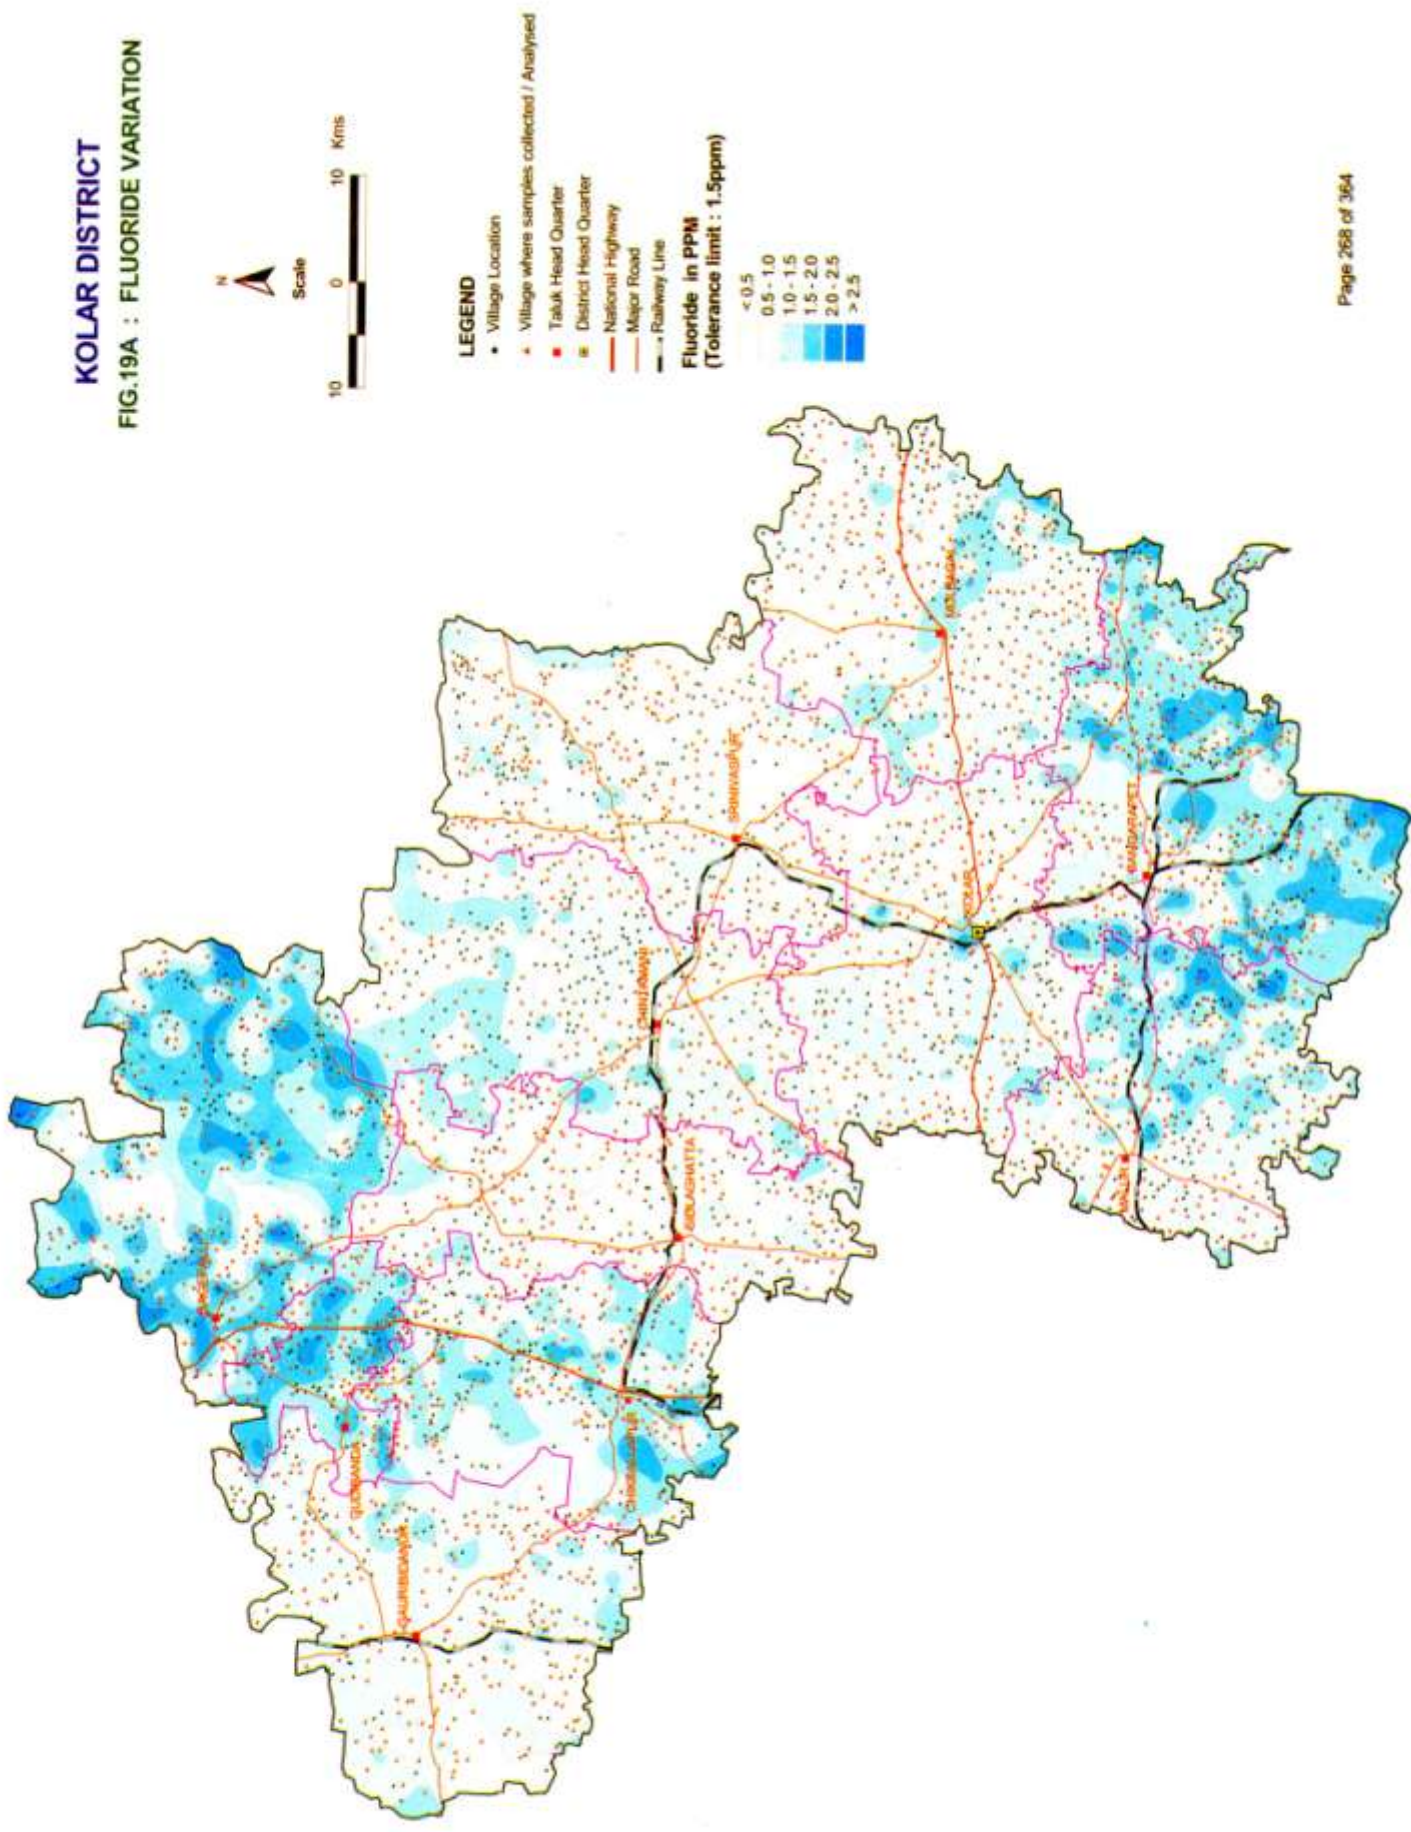 KOLAR DISTRICT
FIG.19A : FLUORIDE VARIATION
N
Scale
10 0 10 Kms
LEGEND
Village Location
Village where samples collected / Analysed
Taluk Head Quarter
District Head Quarter
National Highway
Major Road
Railway Line
Fluoride in PPM
(Tolerance limit : 1.5ppm)
< 0.5
0.5 - 1.0
1.0 - 1.5
1.5 - 2.0
2.0 - 2.5
> 2.5
GUDIBANDA
GAURIBIDANUR
CHINTAMANI
SIDLAGHATTA
SRINIVASPUR
MULBAGAL
KOLAR
BANGARAPET
MALUR
Page 268 of 364